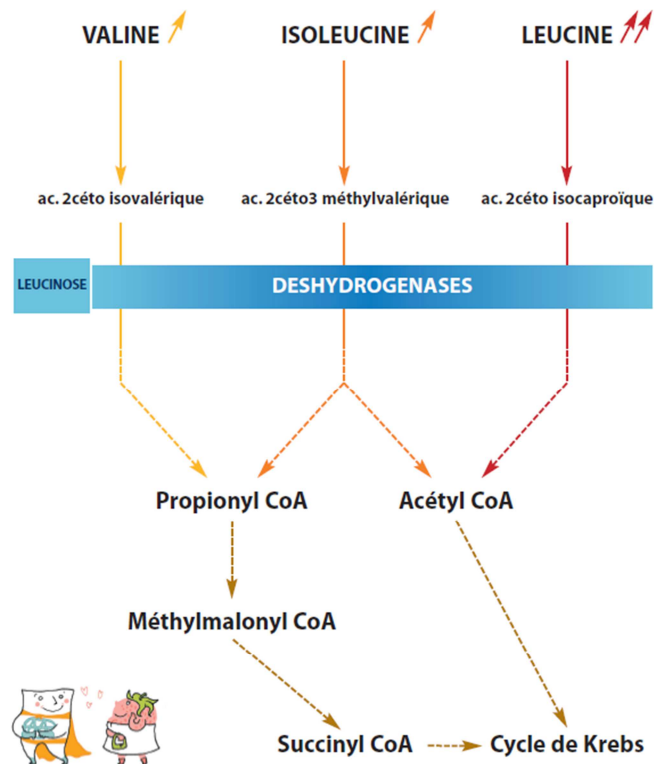 VALINE ISOLEUCINE LEUCINE
ac. 2céto isovalérique ac. 2céto3 méthylvalérique ac. 2céto isocaproïque
LEUCINOSE DESHYDROGENASES
Propionyl CoA Acétyl CoA
Méthylmalonyl CoA
Succinyl CoA Cycle de Krebs